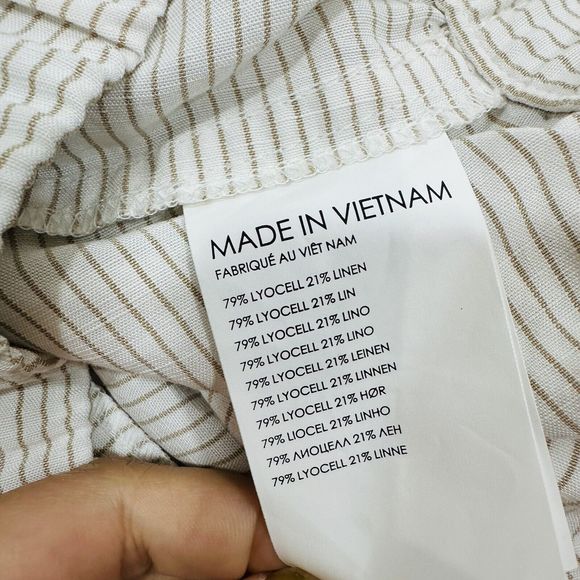 MADE IN VIETNAM
FABRIQUÉ AU VIÊT NAM
79% LYOCELL 21% LINEN
79% LYOCELL 21% LIN
79% LYOCELL 21% LINO
79% LYOCELL 21% LINO
79% LYOCELL 21% LEINEN
79% LYOCELL 21% LINNEN
79% LYOCELL 21% HØR
79% LIOCEL 21% LINHO
79% ЛИОЦЕЛЛ 21% ЛЕН
79% LYOCELL 21% LINNE